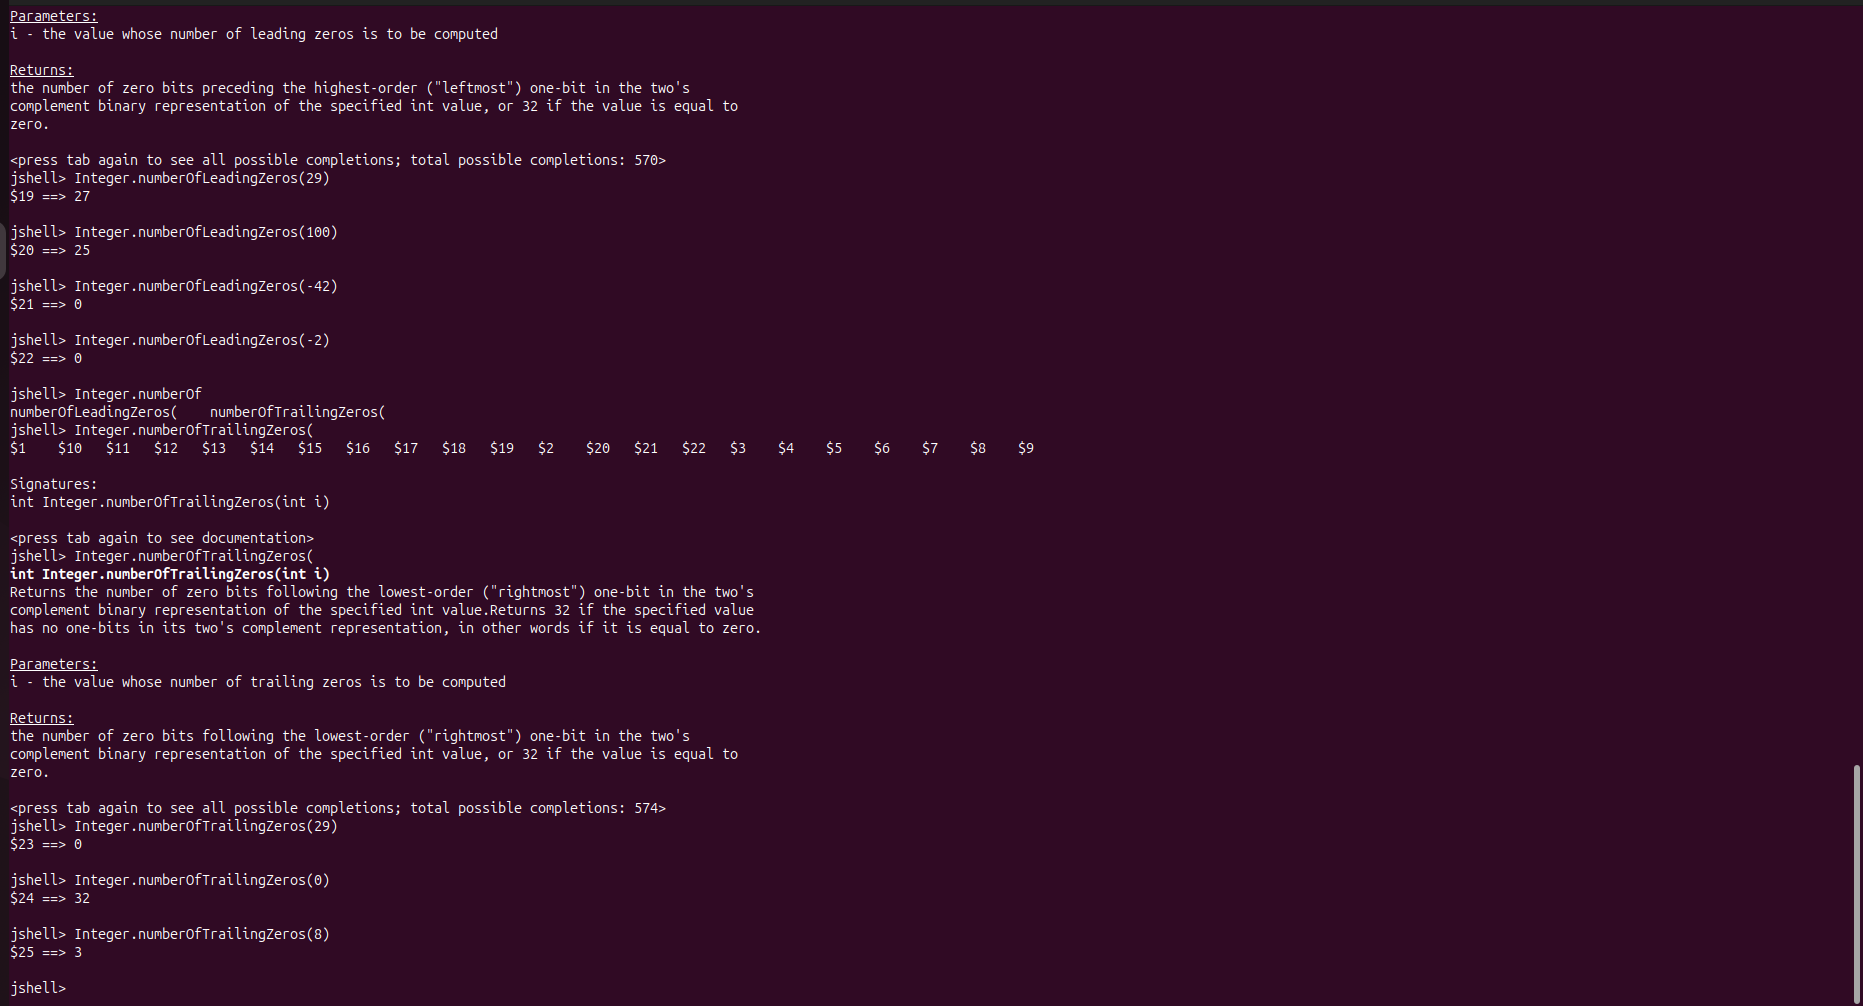 Parameters:
i - the value whose number of leading zeros is to be computed
Returns:
the number of zero bits preceding the highest-order ("leftmost") one-bit in the two's
complement binary representation of the specified int value, or 32 if the value is equal to
zero.
<press tab again to see all possible completions; total possible completions: 570>
jshell> Integer.numberOfLeadingZeros(29)
$19 ==> 27
jshell> Integer.numberOfLeadingZeros(100)
$20 ==> 25
jshell> Integer.numberOfLeadingZeros(-42)
$21 ==> 0
jshell> Integer.numberOfLeadingZeros(-2)
$22 ==> 0
jshell> Integer.numberOf
numberOfLeadingZeros(    numberOfTrailingZeros(
jshell> Integer.numberOfTrailingZeros(
$1    $10   $11   $12   $13   $14   $15   $16   $17   $18   $19   $2    $20   $21   $22   $3    $4    $5    $6    $7    $8    $9
Signatures:
int Integer.numberOfTrailingZeros(int i)
<press tab again to see documentation>
jshell> Integer.numberOfTrailingZeros(
int Integer.numberOfTrailingZeros(int i)
Returns the number of zero bits following the lowest-order ("rightmost") one-bit in the two's
complement binary representation of the specified int value.Returns 32 if the specified value
has no one-bits in its two's complement representation, in other words if it is equal to zero.
Parameters:
i - the value whose number of trailing zeros is to be computed
Returns:
the number of zero bits following the lowest-order ("rightmost") one-bit in the two's
complement binary representation of the specified int value, or 32 if the value is equal to
zero.
<press tab again to see all possible completions; total possible completions: 574>
jshell> Integer.numberOfTrailingZeros(29)
$23 ==> 0
jshell> Integer.numberOfTrailingZeros(0)
$24 ==> 32
jshell> Integer.numberOfTrailingZeros(8)
$25 ==> 3
jshell>